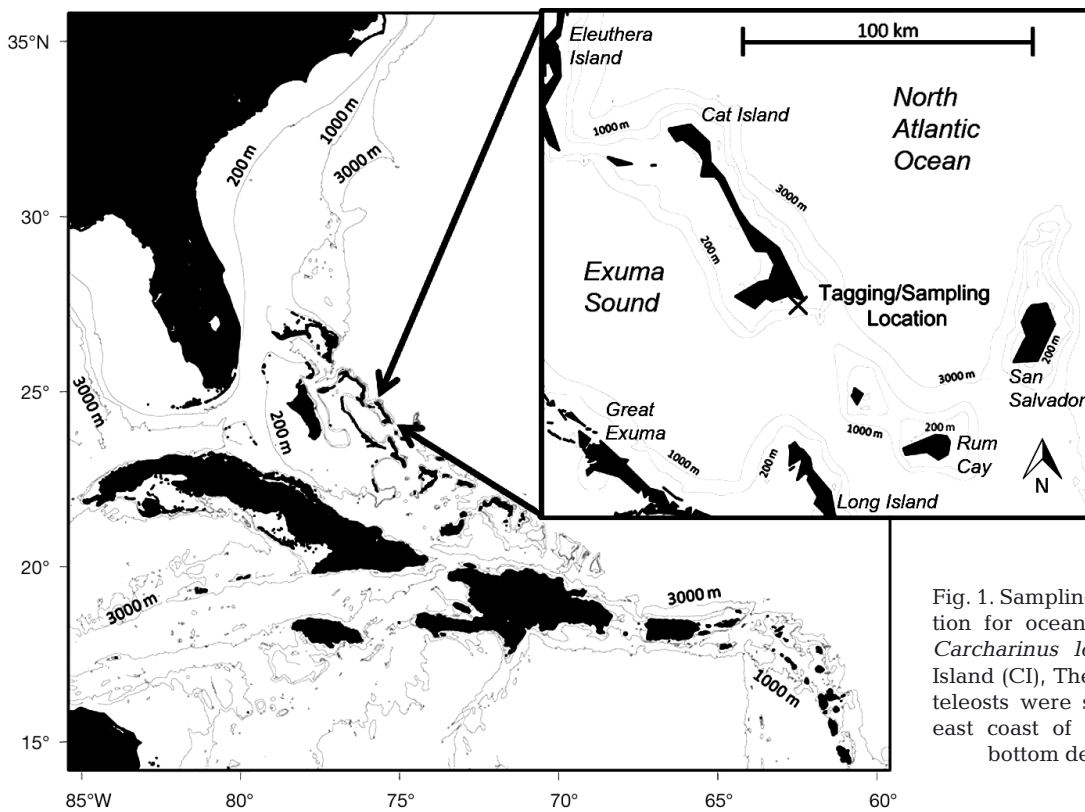 35°N
30°
25°
20°
15°
85°W
80°
75°
70°
65°
60°
200 m
1000 m
3000 m
3000 m
200 m
3000 m
3000 m
1000 m
Eleuthera
Island
100 km
North
Atlantic
Ocean
Cat Island
1000 m
3000 m
200 m
Exuma
Sound
Tagging/Sampling
Location
200 m
San
Salvador
3000 m
Great
Exuma
1000 m
200 m
Long Island
1000 m
200 m
Rum
Cay
N
Fig. 1. Samplin
tion for ocean
Carcharinus l
Island (CI), The
teleosts were s
east coast of
bottom de